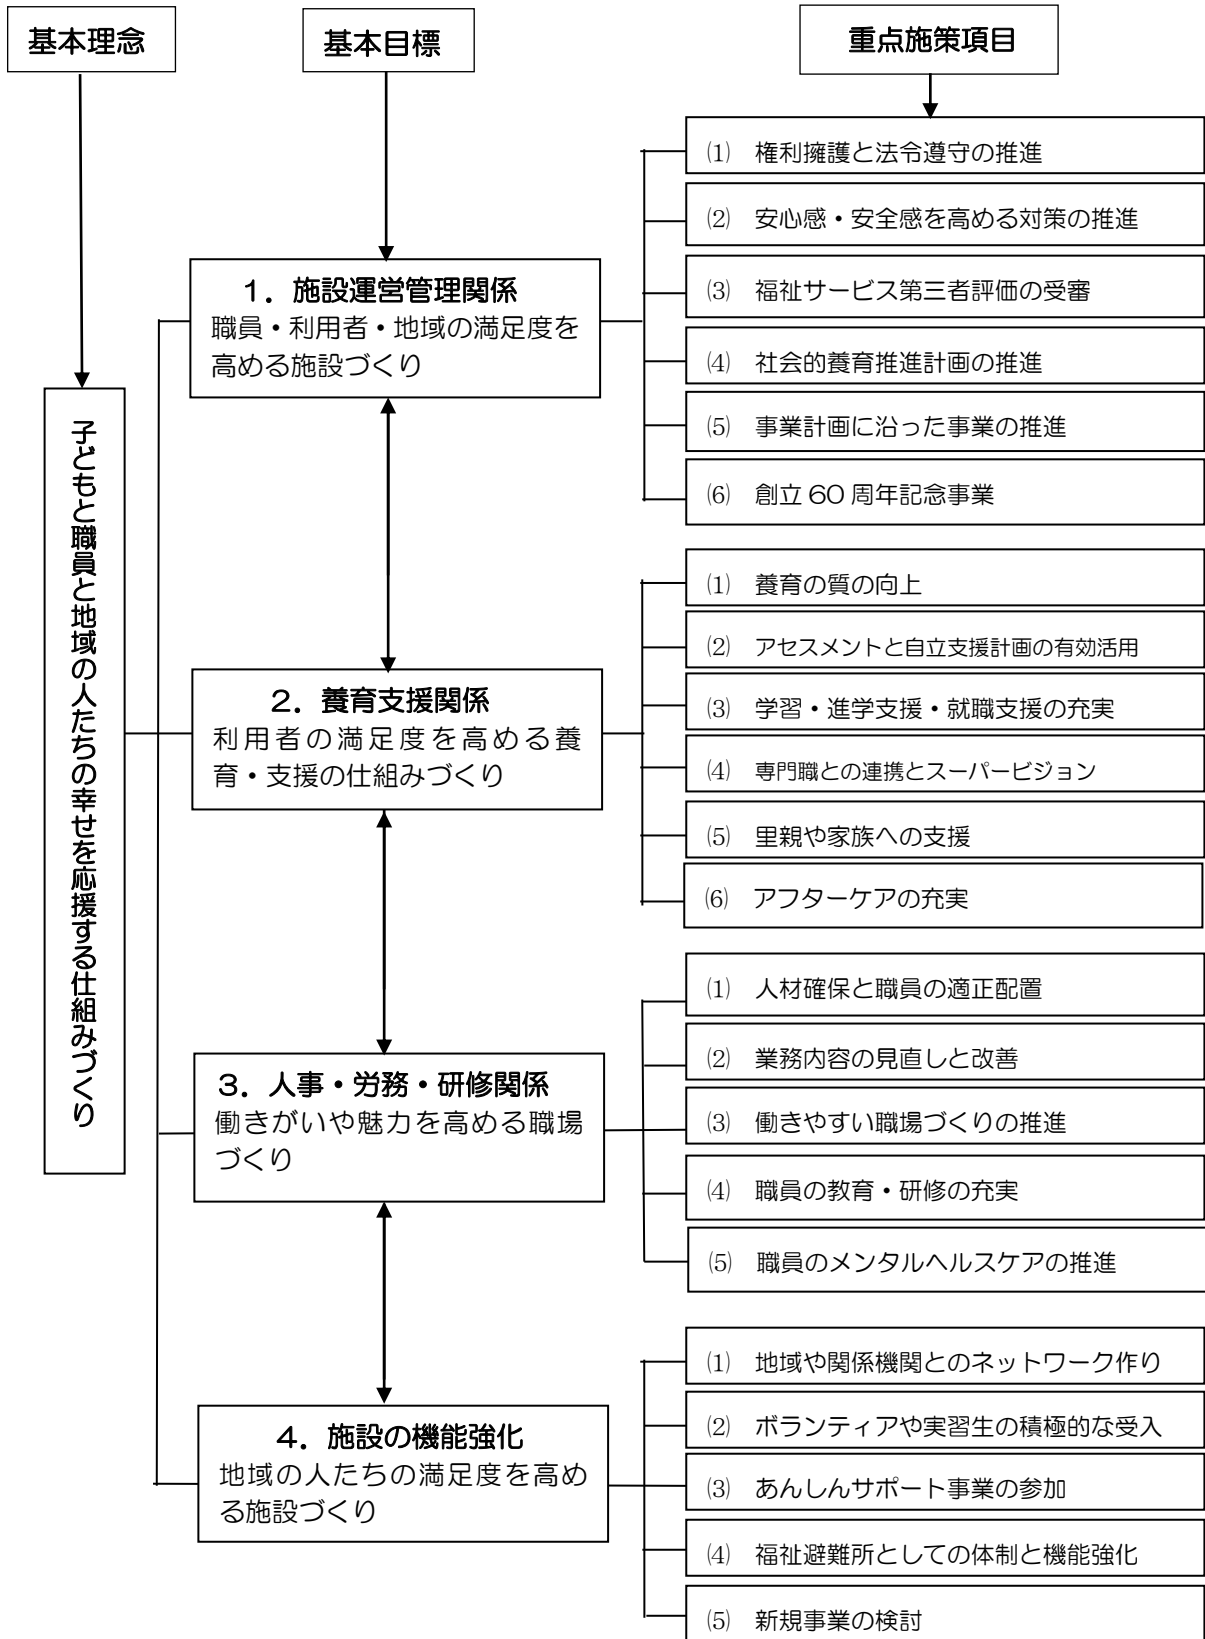 基本理念
基本目標
重点施策項目
子どもと職員と地域の人たちの幸せを応援する仕組みづくり
１．施設運営管理関係
職員・利用者・地域の満足度を
高める施設づくり
⑴　権利擁護と法令遵守の推進
⑵　安心感・安全感を高める対策の推進
⑶　福祉サービス第三者評価の受審
⑷　社会的養育推進計画の推進
⑸　事業計画に沿った事業の推進
⑹　創立 60 周年記念事業
２．養育支援関係
利用者の満足度を高める養
育・支援の仕組みづくり
⑴　養育の質の向上
⑵　アセスメントと自立支援計画の有効活用
⑶　学習・進学支援・就職支援の充実
⑷　専門職との連携とスーパービジョン
⑸　里親や家族への支援
⑹　アフターケアの充実
３．人事・労務・研修関係
働きがいや魅力を高める職場
づくり
⑴　人材確保と職員の適正配置
⑵　業務内容の見直しと改善
⑶　働きやすい職場づくりの推進
⑷　職員の教育・研修の充実
⑸　職員のメンタルヘルスケアの推進
４．施設の機能強化
地域の人たちの満足度を高め
る施設づくり
⑴　地域や関係機関とのネットワーク作り
⑵　ボランティアや実習生の積極的な受入
⑶　あんしんサポート事業の参加
⑷　福祉避難所としての体制と機能強化
⑸　新規事業の検討